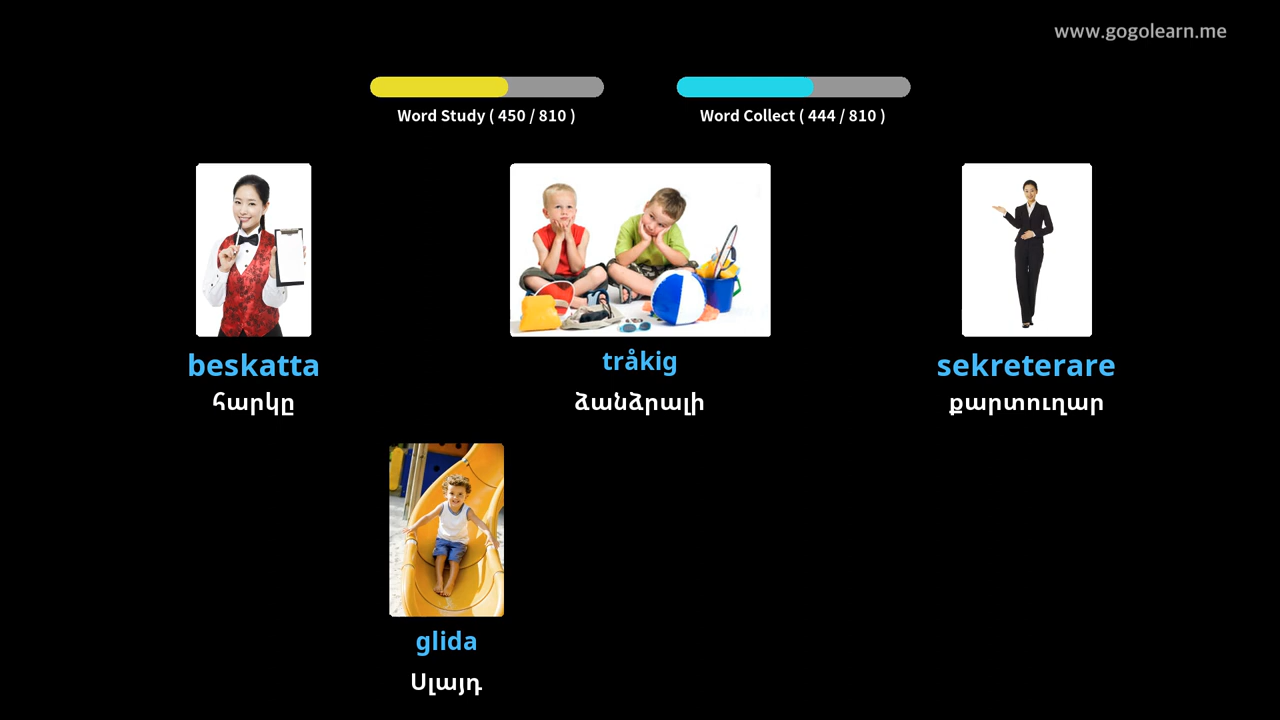 www.gogolearn.me
Word Study ( 450 / 810 )
Word Collect ( 444 / 810 )
beskatta
tråkig
sekreterare
հարկը
ձանձրալի
քարտուղար
glida
Սլայդ